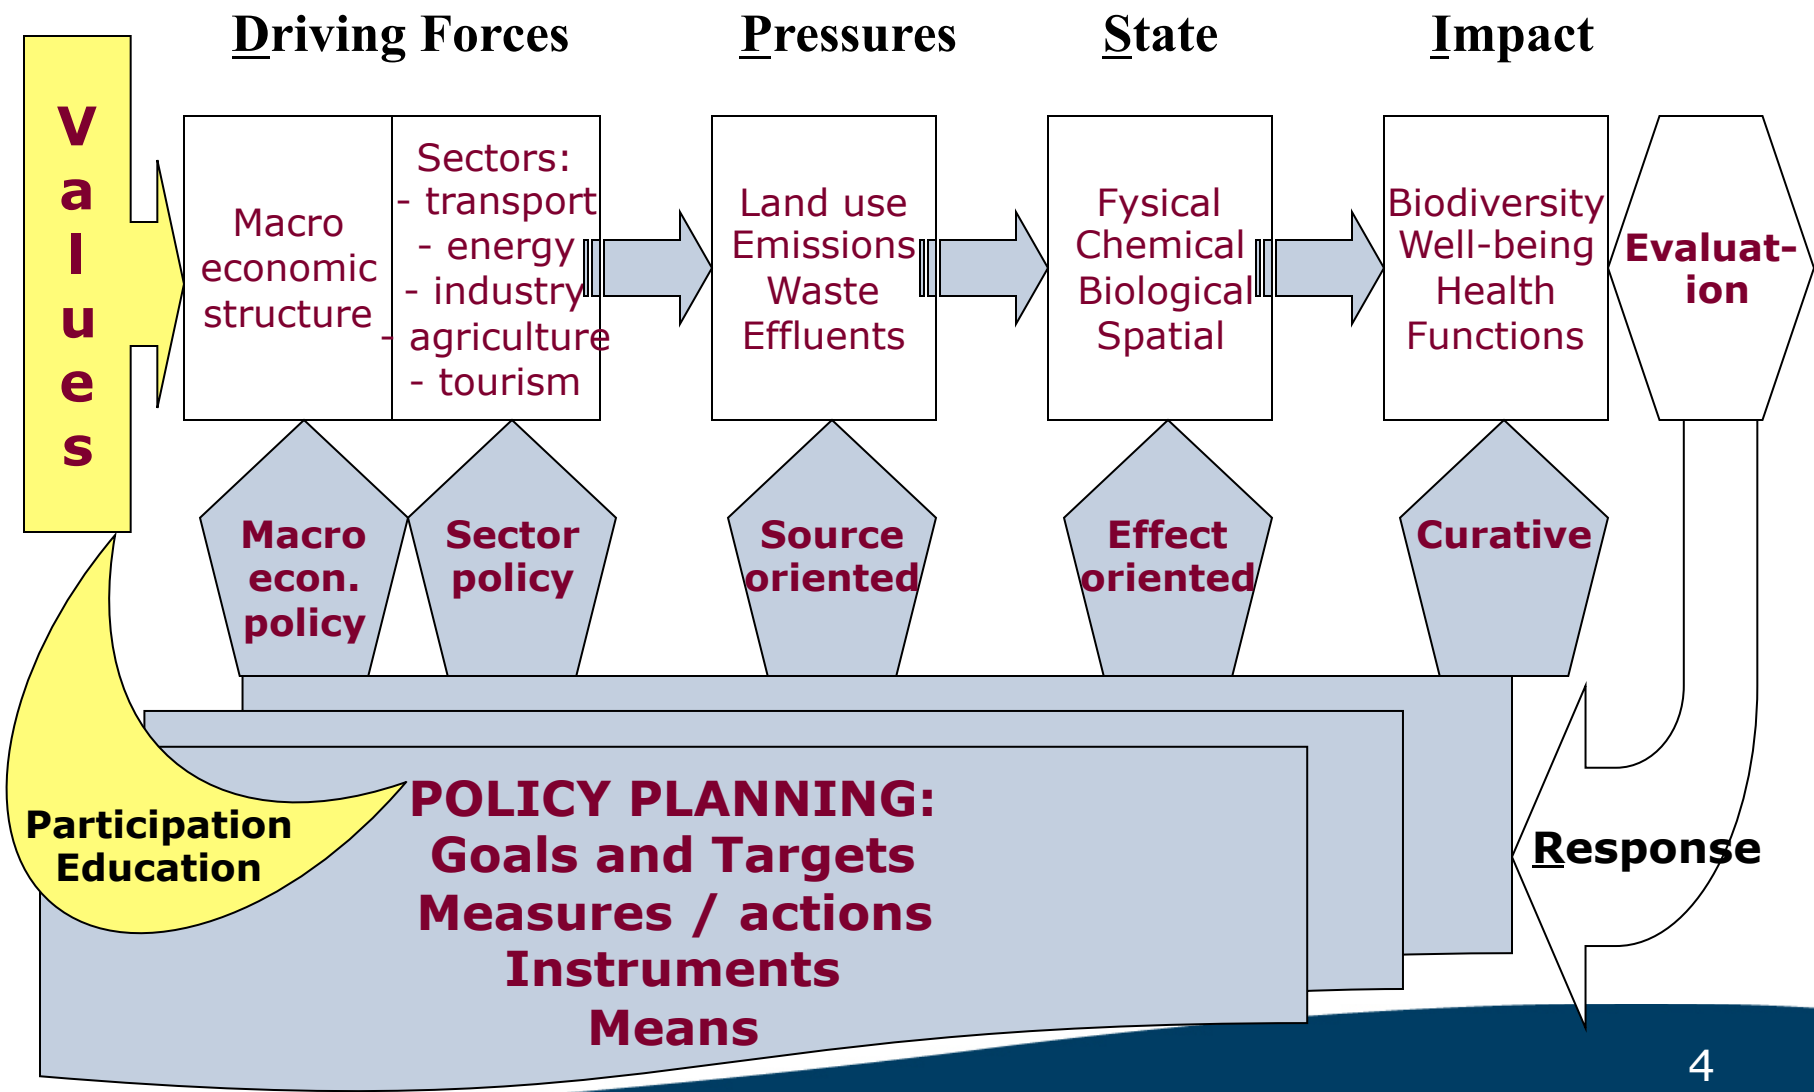 Driving Forces
Pressures
State
Impact
Values
Macro
economic
structure
Sectors:
- transport
- energy
- industry
- agriculture
- tourism
Land use
Emissions
Waste
Effluents
Fysical
Chemical
Biological
Spatial
Biodiversity
Well-being
Health
Functions
Evaluat-
ion
Macro
econ.
policy
Sector
policy
Source
oriented
Effect
oriented
Curative
Participation
Education
POLICY PLANNING:
Goals and Targets
Measures / actions
Instruments
Means
Response
4